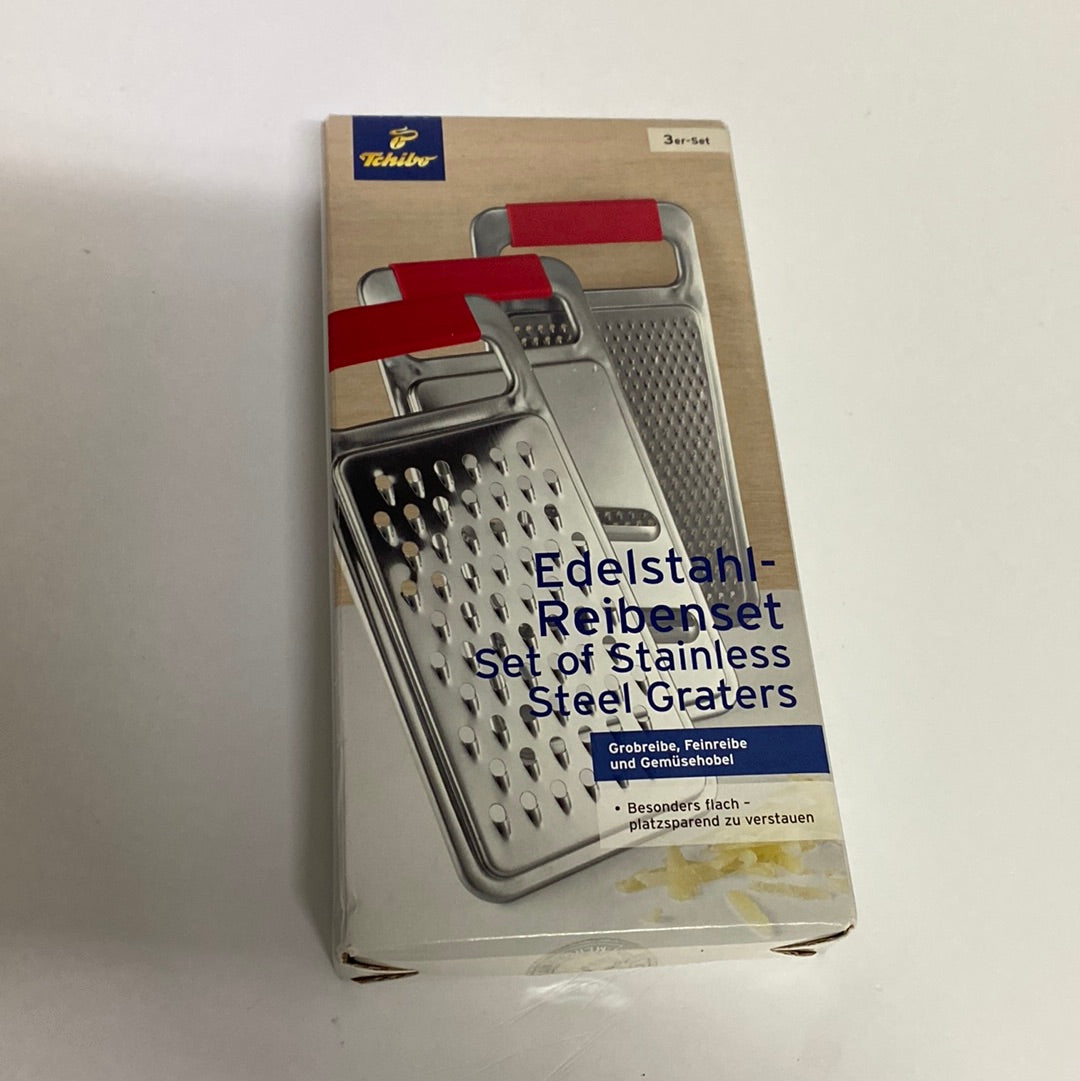 Tchibo
3er-Set
Edelstahl-
Reibenset
Set of Stainless
Steel Graters
Grobreibe, Feinreibe
und Gemüsehobel
• Besonders flach –
platzsparend zu verstauen